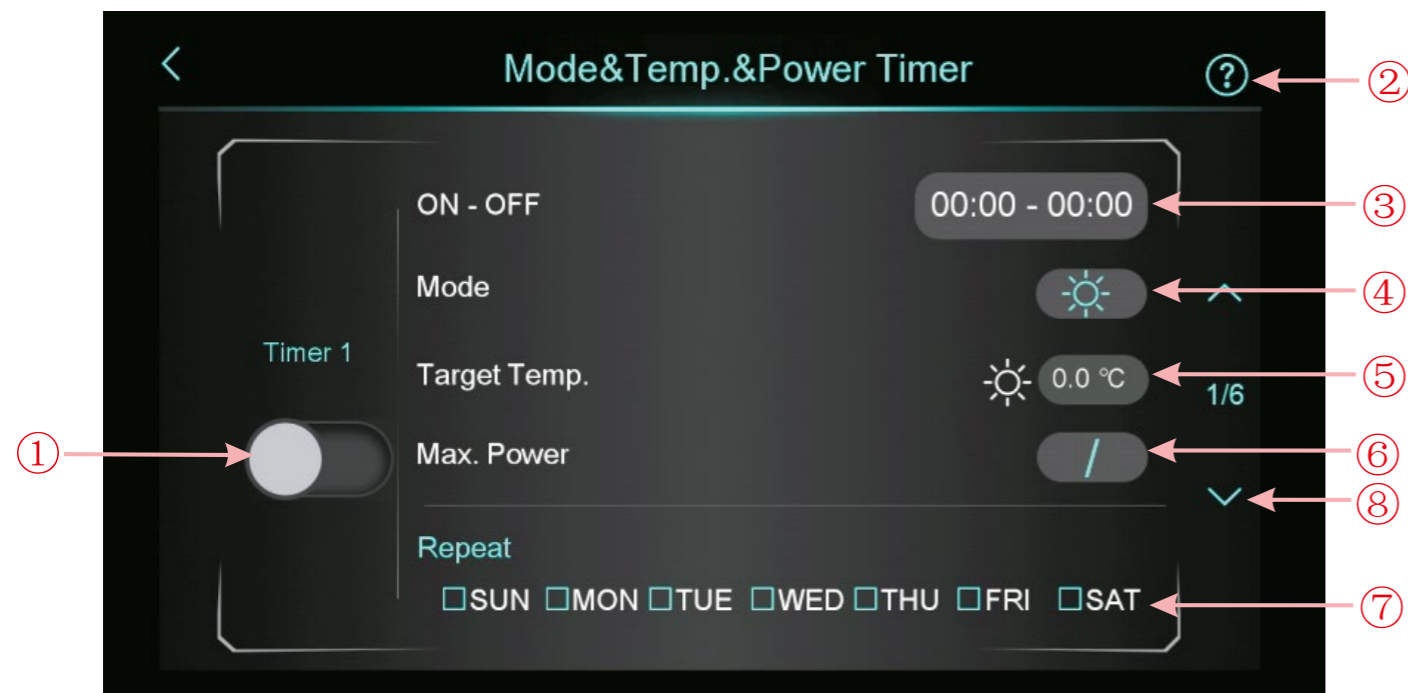 Mode&Temp.&Power Timer
②
ON - OFF 00:00 - 00:00 ③
Mode ④
Timer 1
Target Temp. 0.0 ℃ ⑤
1/6
① Max. Power / ⑥
⑧
Repeat
SUN MON TUE WED THU FRI SAT ⑦